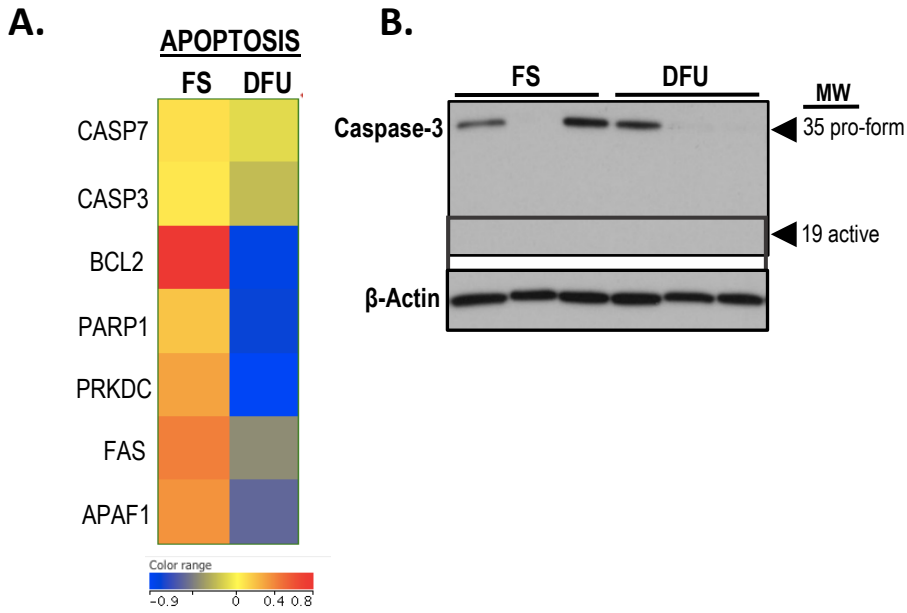 A.
APOPTOSIS
FS DFU
CASP7
CASP3
BCL2
PARP1
PRKDC
FAS
APAF1
Color range
-0.9 0 0.4 0.8
B.
FS DFU
MW
Caspase-3 35 pro-form
19 active
β-Actin